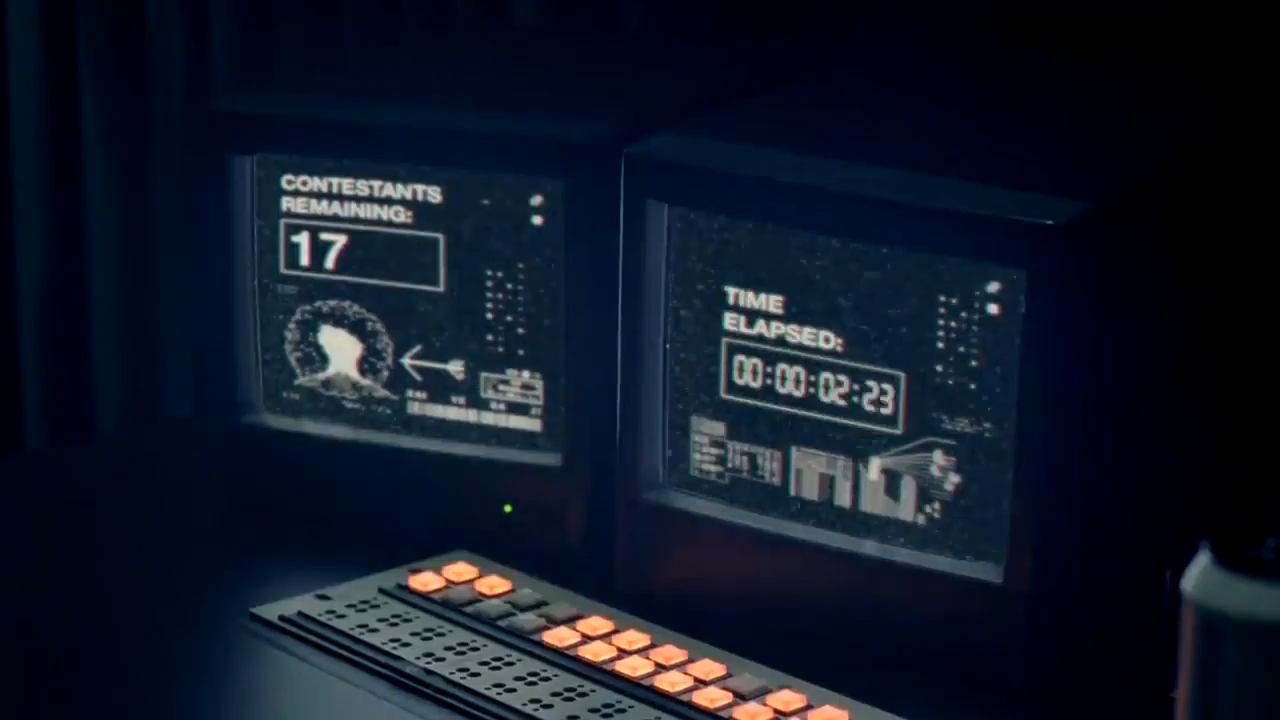 CONTESTANTS
REMAINING:
17
TIME
ELAPSED:
00:00:02:23